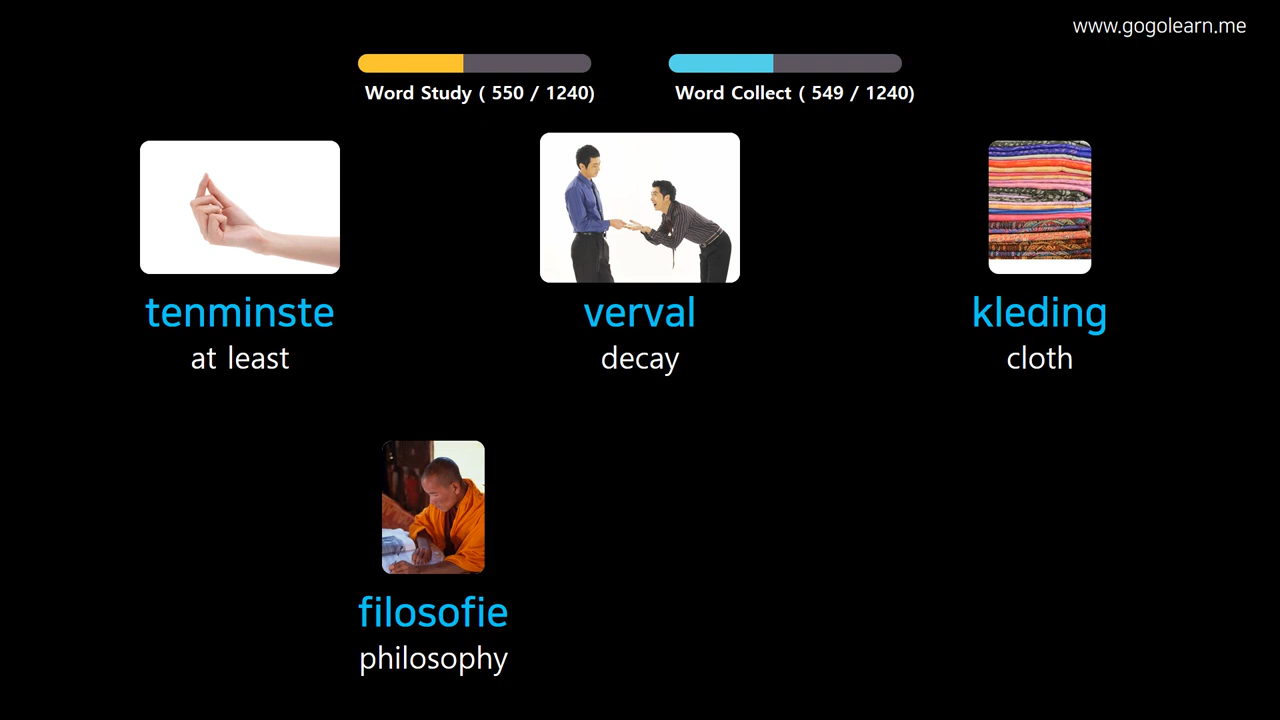 www.gogolearn.me
Word Study ( 550 / 1240)
Word Collect ( 549 / 1240)
tenminste
at least
verval
decay
kleding
cloth
filosofie
philosophy